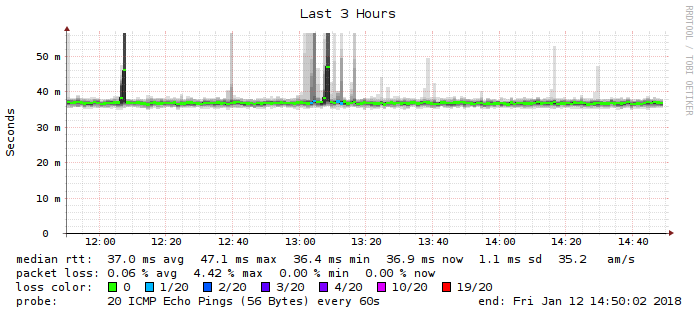 Last 3 Hours
RRDTOOL / TOBI OETIKER
Seconds
50 m
40 m
30 m
20 m
10 m
0
12:00 12:20 12:40 13:00 13:20 13:40 14:00 14:20 14:40
median rtt: 37.0 ms avg 47.1 ms max 36.4 ms min 36.9 ms now 1.1 ms sd 35.2 am/s
packet loss: 0.06 % avg 4.42 % max 0.00 % min 0.00 % now
loss color: 0 1/20 2/20 3/20 4/20 10/20 19/20
probe: 20 ICMP Echo Pings (56 Bytes) every 60s end: Fri Jan 12 14:50:02 2018